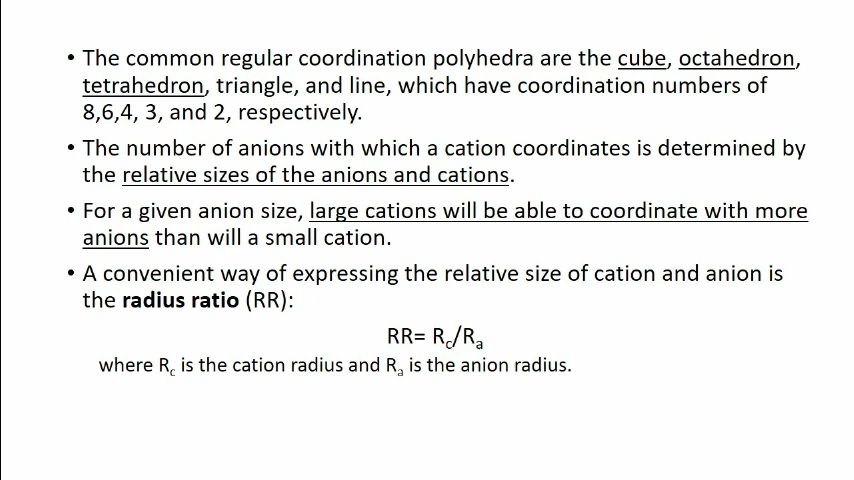 • The common regular coordination polyhedra are the cube, octahedron,
tetrahedron, triangle, and line, which have coordination numbers of
8,6,4, 3, and 2, respectively.
• The number of anions with which a cation coordinates is determined by
the relative sizes of the anions and cations.
• For a given anion size, large cations will be able to coordinate with more
anions than will a small cation.
• A convenient way of expressing the relative size of cation and anion is
the radius ratio (RR):
RR= Rc/Ra
where Rc is the cation radius and Ra is the anion radius.